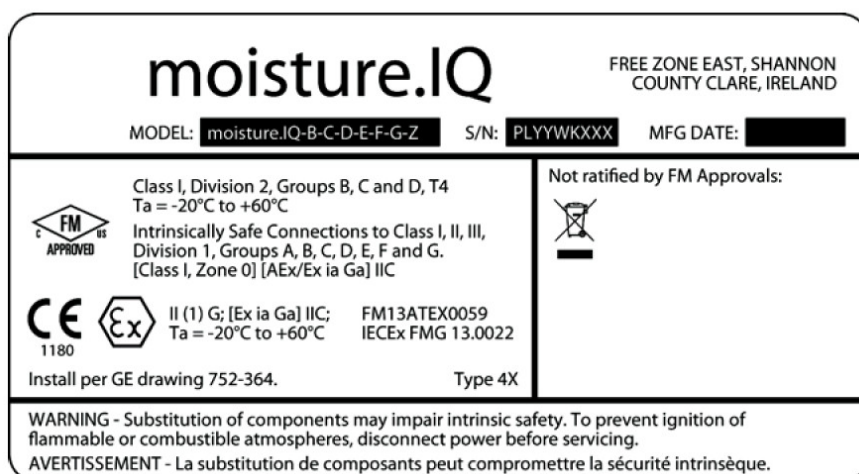 moisture.IQ
FREE ZONE EAST, SHANNON
COUNTY CLARE, IRELAND
MODEL: moisture.IQ-B-C-D-E-F-G-Z S/N: PLYYWKXXX MFG DATE:
C FM US
APPROVED
Class I, Division 2, Groups B, C and D, T4
Ta = -20°C to +60°C
Intrinsically Safe Connections to Class I, II, III,
Division 1, Groups A, B, C, D, E, F and G.
[Class I, Zone 0] [AEx/Ex ia Ga] IIC
CE
1180
Ex
II (1) G; [Ex ia Ga] IIC; FM13ATEX0059
Ta = -20°C to +60°C IECEx FMG 13.0022
Install per GE drawing 752-364. Type 4X
Not ratified by FM Approvals:
WARNING - Substitution of components may impair intrinsic safety. To prevent ignition of
flammable or combustible atmospheres, disconnect power before servicing.
AVERTISSEMENT - La substitution de composants peut compromettre la sécurité intrinsèque.